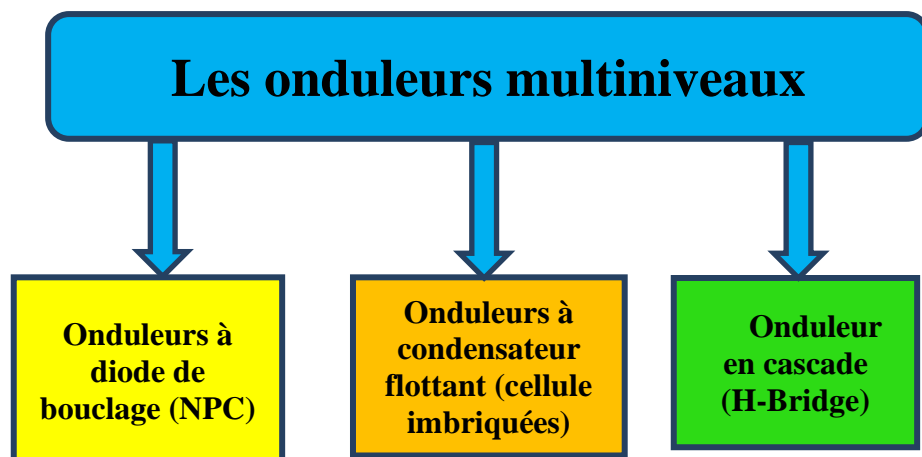 Les onduleurs multiniveaux
Onduleurs à
diode de
bouclage (NPC)
Onduleurs à
condensateur
flottant (cellule
imbriquées)
Onduleur
en cascade
(H-Bridge)